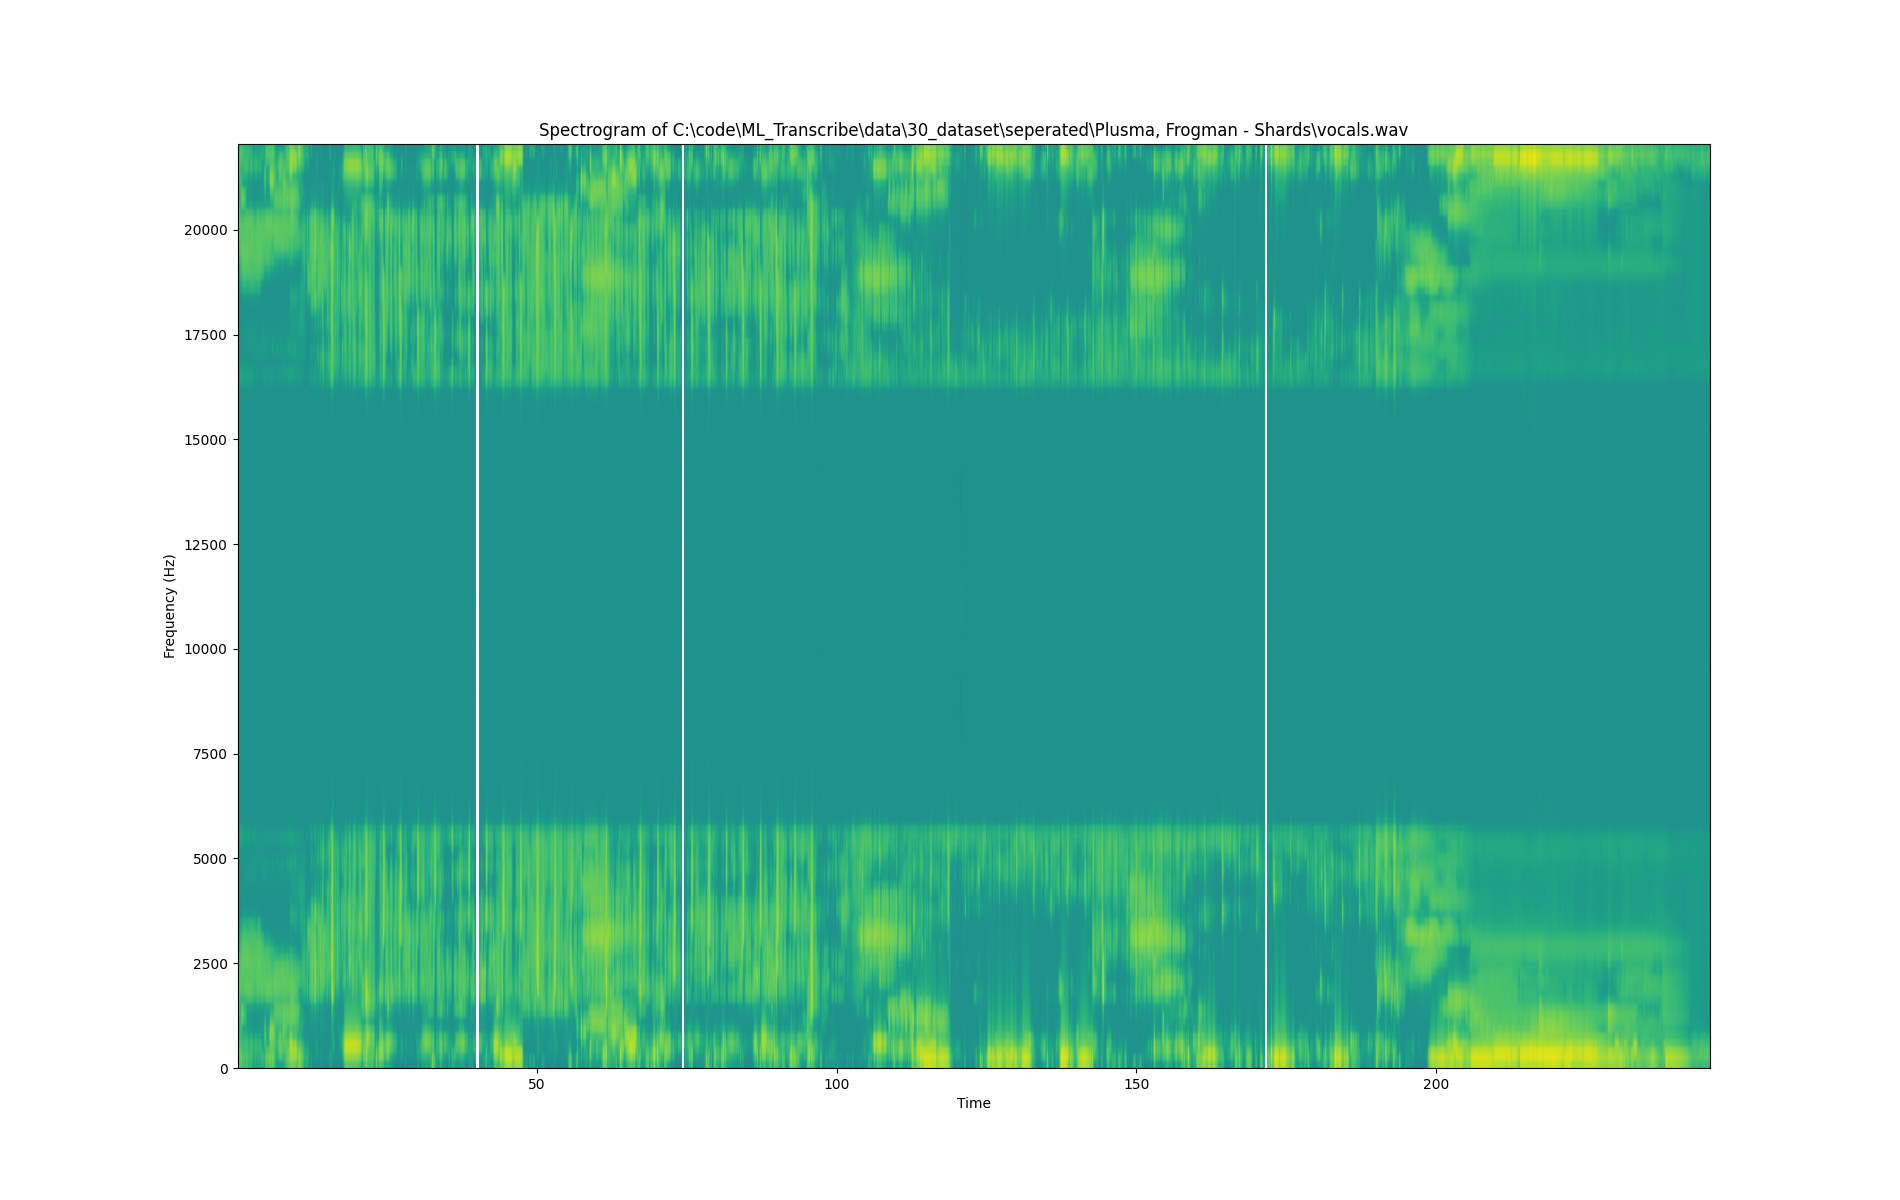 Spectrogram of C:\code\ML_Transcribe\data\30_dataset\seperated\Plusma, Frogman - Shards\vocals.wav
20000
17500
15000
12500
10000
7500
5000
2500
0
Frequency (Hz)
50 100 150 200
Time